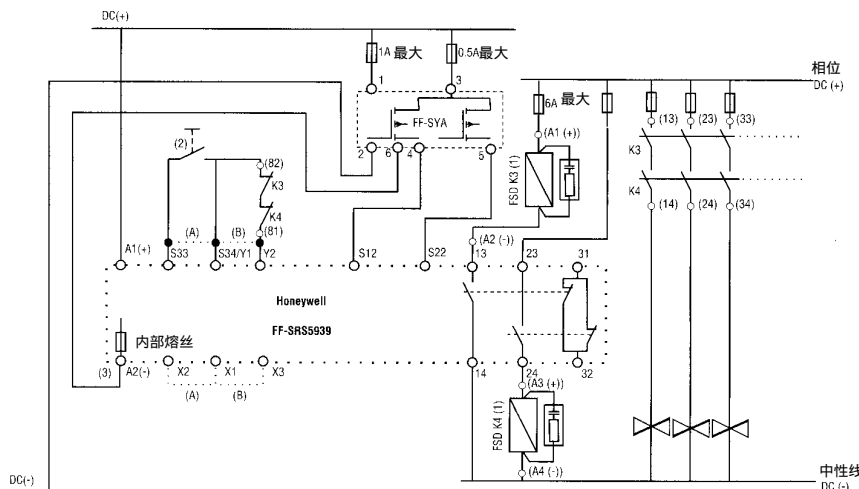 DC(+)
1A 最大
0.5A最大
相位
DC (+)
1
3
6A 最大
(13)
(23)
(33)
FF-SYA
(A1 (+))
K3
(2)
2
6
4
5
(82)
FSD K3 (1)
K3
K4
K4
(14)
(24)
(34)
(81)
(A2 (-))
(A)
(B)
A1(+)
S33
S34/Y1
Y2
S12
S22
13
23
31
Honeywell
FF-SRS5939
内部熔丝
(3)
A2(-)
X2
X1
X3
14
24
32
(A)
(B)
(A3 (+))
FSD K4 (1)
(A4 (-))
DC(-)
中性线
DC (-)